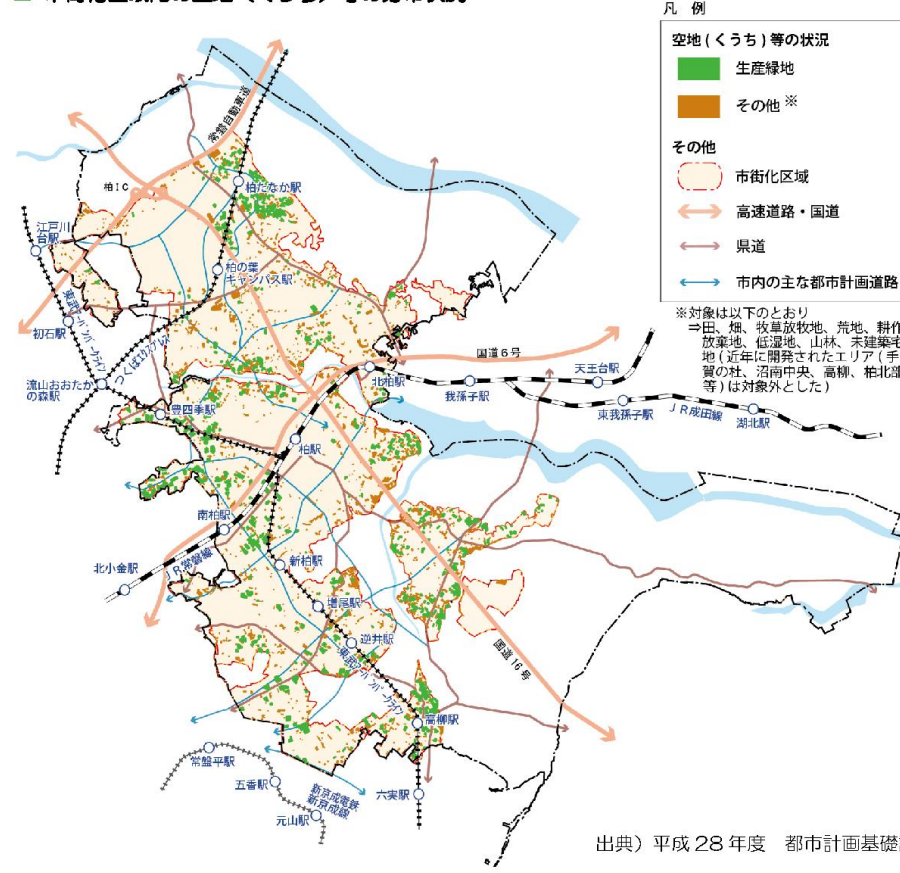 凡 例
空地(くうち)等の状況
生産緑地
その他 ※
その他
市街化区域
高速道路・国道
県道
市内の主な都市計画道路
※対象は以下のとおり
⇒田、畑、牧草放牧地、荒地、耕作
放棄地、低湿地、山林、未建築宅
地(近年に開発されたエリア(手
賀の杜、沼南中央、高柳、柏北部
等)は対象外とした)
常磐自動車道
柏IC
柏たなか駅
江戸川
台駅
柏の葉
キャンパス駅
東武アーバンパークライン
初石駅
つくばエクスプレス
国道6号
流山おおたか
の森駅
北柏駅
我孫子駅
天王台駅
東我孫子駅
JR成田線
湖北駅
豊四季駅
柏駅
南柏駅
JR常磐線
北小金駅
新柏駅
増尾駅
逆井駅
東武アーバンパークライン
国道16号
高柳駅
常盤平駅
五香駅
新京成電鉄
新京成線
元山駅
六実駅
出典)平成28年度 都市計画基礎